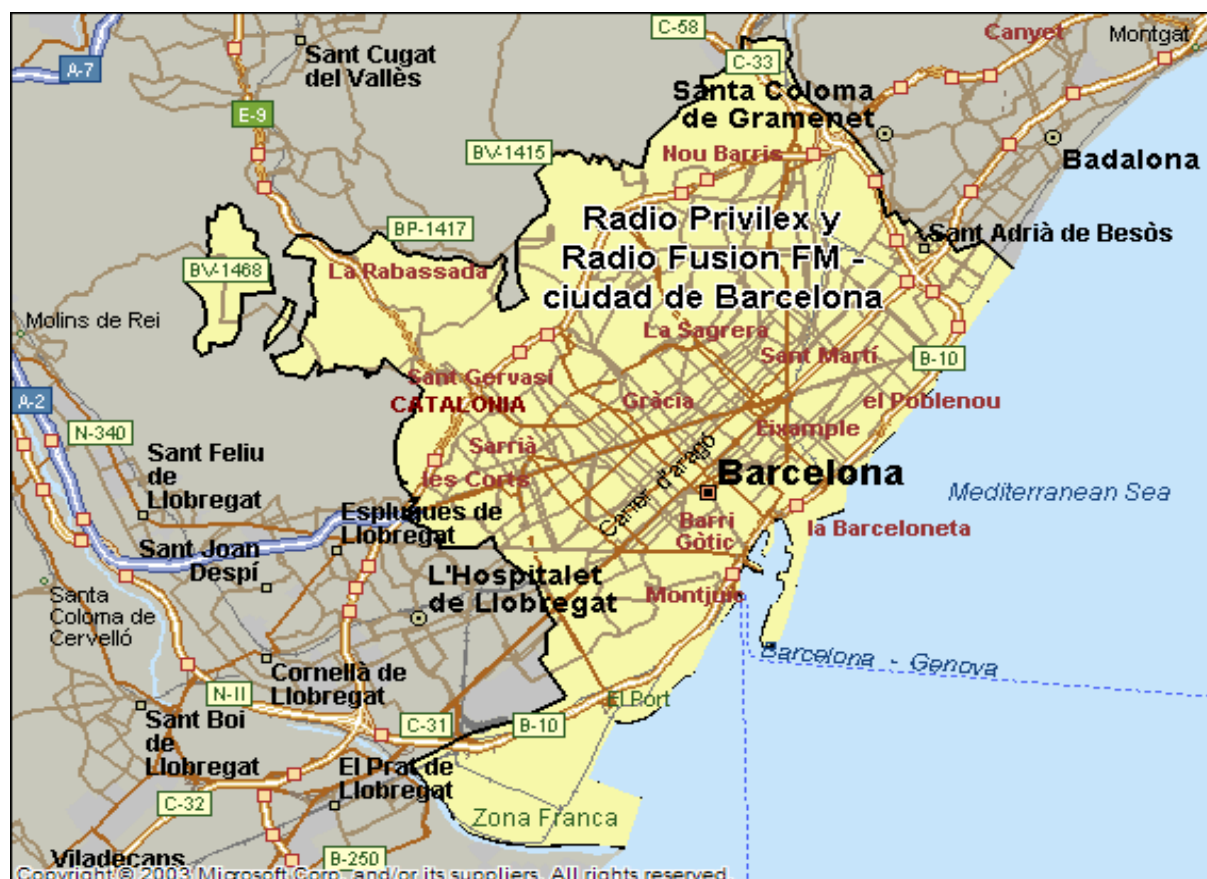 C-58
Canyet
Montgat
Sant Cugat
del Vallès
A-7
C-33
Santa Coloma
de Gramenet
E-9
BV-1415
Nou Barris
Badalona
Radio Privilex y
Radio Fusion FM -
ciudad de Barcelona
BP-1417
Sant Adrià de Besòs
BV-1468
La Rabassada
Molins de Rei
La Sagrera
Sant Martí
B-10
Sant Gervasi
A-2
CATALONIA
Gràcia
el Poblenou
N-340
Eixample
Sant Feliu
de
Llobregat
Sarrià
Carrer d'aragó
les Corts
Barcelona
Mediterranean Sea
Esplugues de
Llobregat
Barri
Gòtic
la Barceloneta
Sant Joan
Despí
L'Hospitalet
de Llobregat
Montjuic
Santa
Coloma de
Cervelló
Barcelona - Genova
Cornellà de
Llobregat
N-II
El Port
Sant Boi
de
Llobregat
C-31
B-10
El Prat de
Llobregat
C-32
Zona Franca
Viladecans
B-250
Copyright © 2003 Microsoft Corp. and/or its suppliers. All rights reserved.